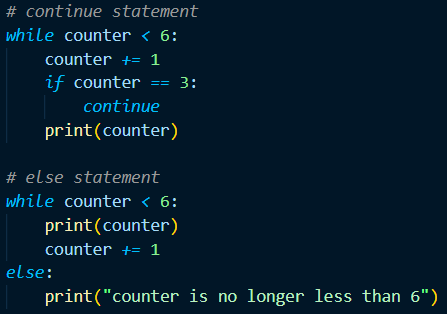 # continue statement
while counter < 6:
    counter += 1
    if counter == 3:
        continue
    print(counter)

# else statement
while counter < 6:
    print(counter)
    counter += 1
else:
    print("counter is no longer less than 6")